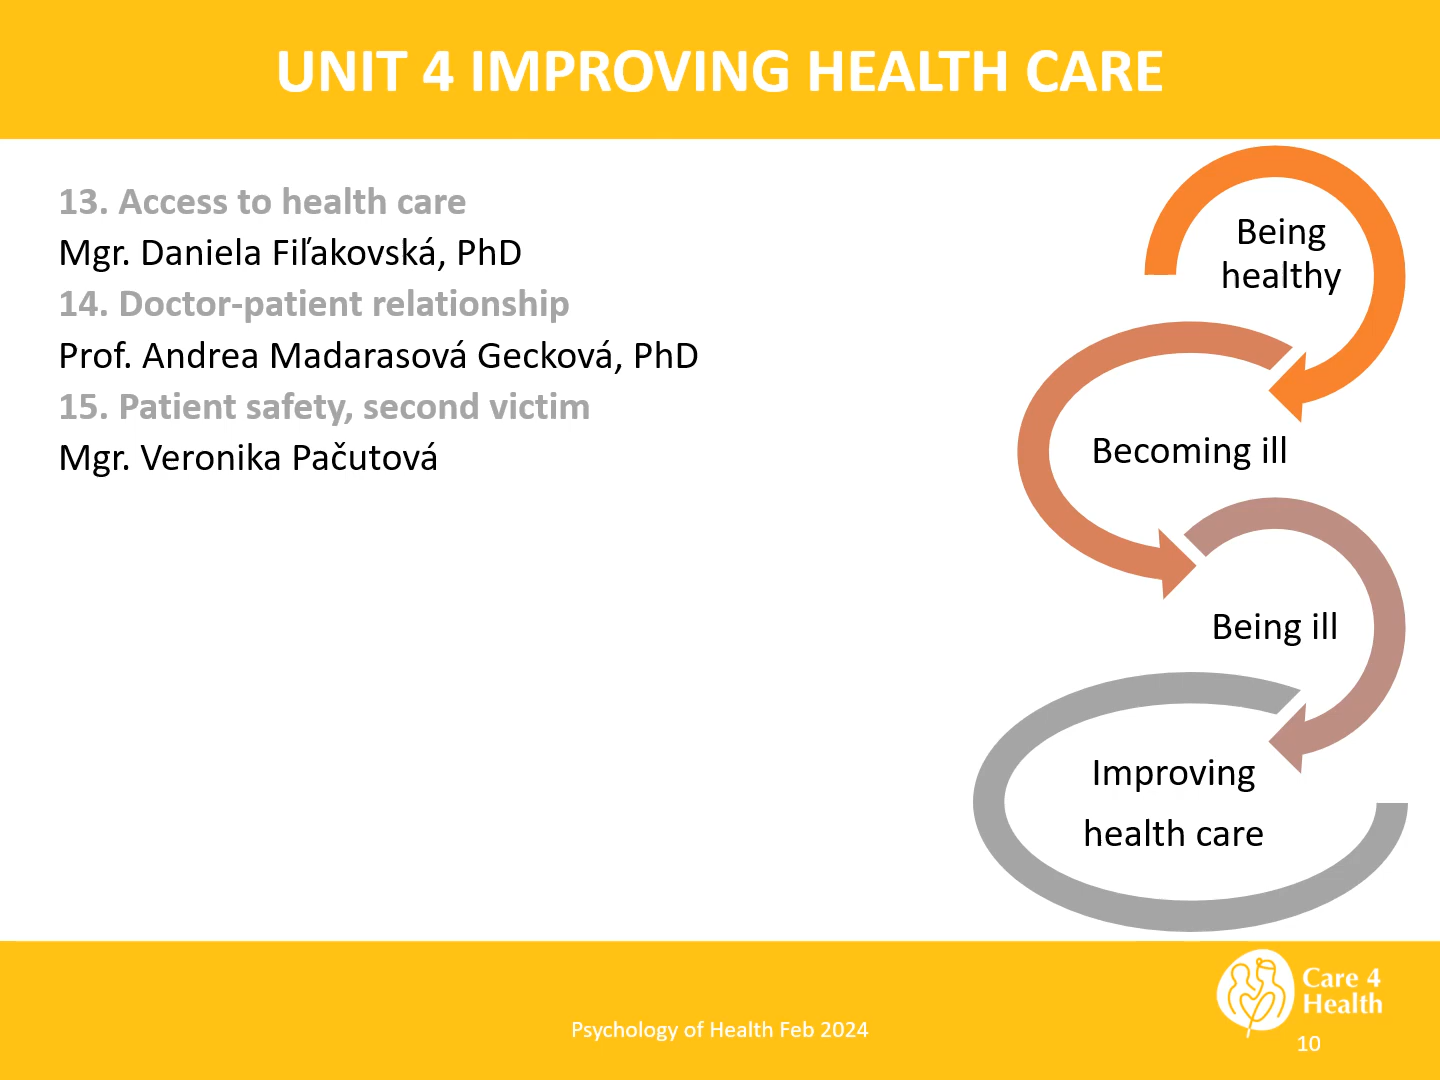 UNIT 4 IMPROVING HEALTH CARE
13. Access to health care
Mgr. Daniela Fiľakovská, PhD
14. Doctor-patient relationship
Prof. Andrea Madarasová Gecková, PhD
15. Patient safety, second victim
Mgr. Veronika Pačutová
Being
healthy
Becoming ill
Being ill
Improving
health care
Psychology of Health Feb 2024
Care 4
Health
10